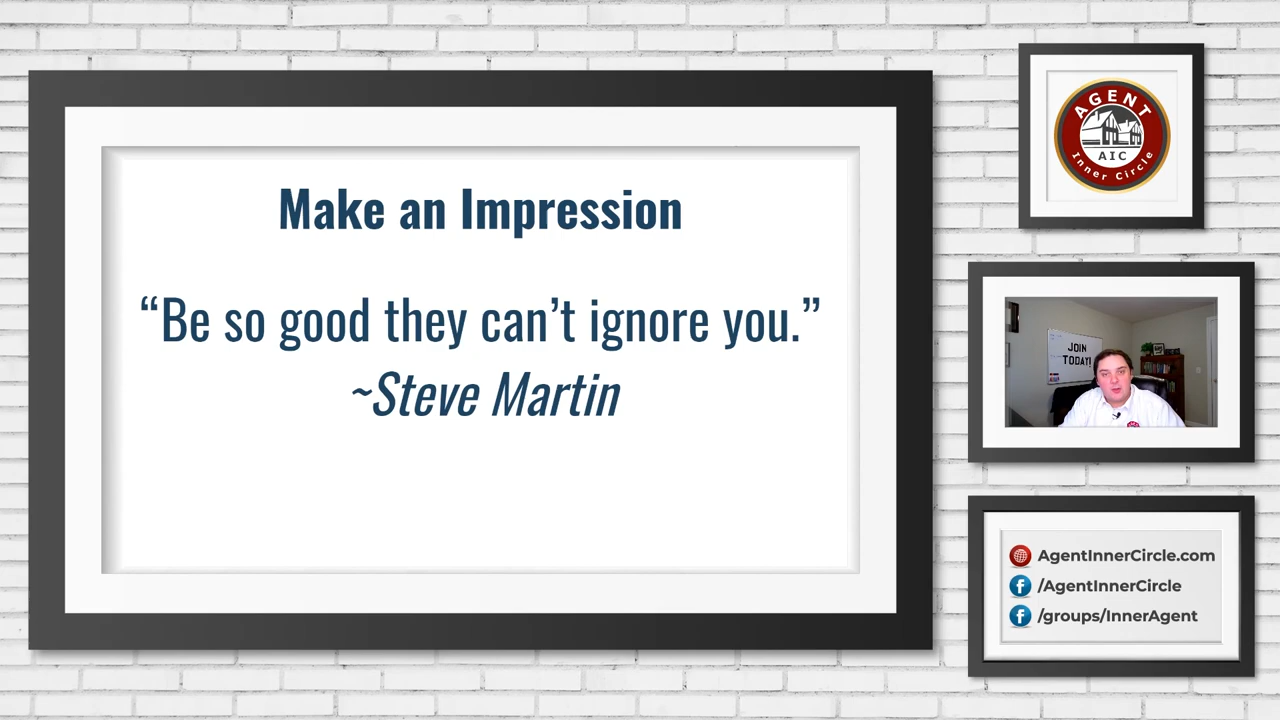 Make an Impression
“Be so good they can’t ignore you.”
~Steve Martin
AGENT
AIC
Inner Circle
JOIN
TODAY!
AgentInnerCircle.com
/AgentInnerCircle
/groups/InnerAgent